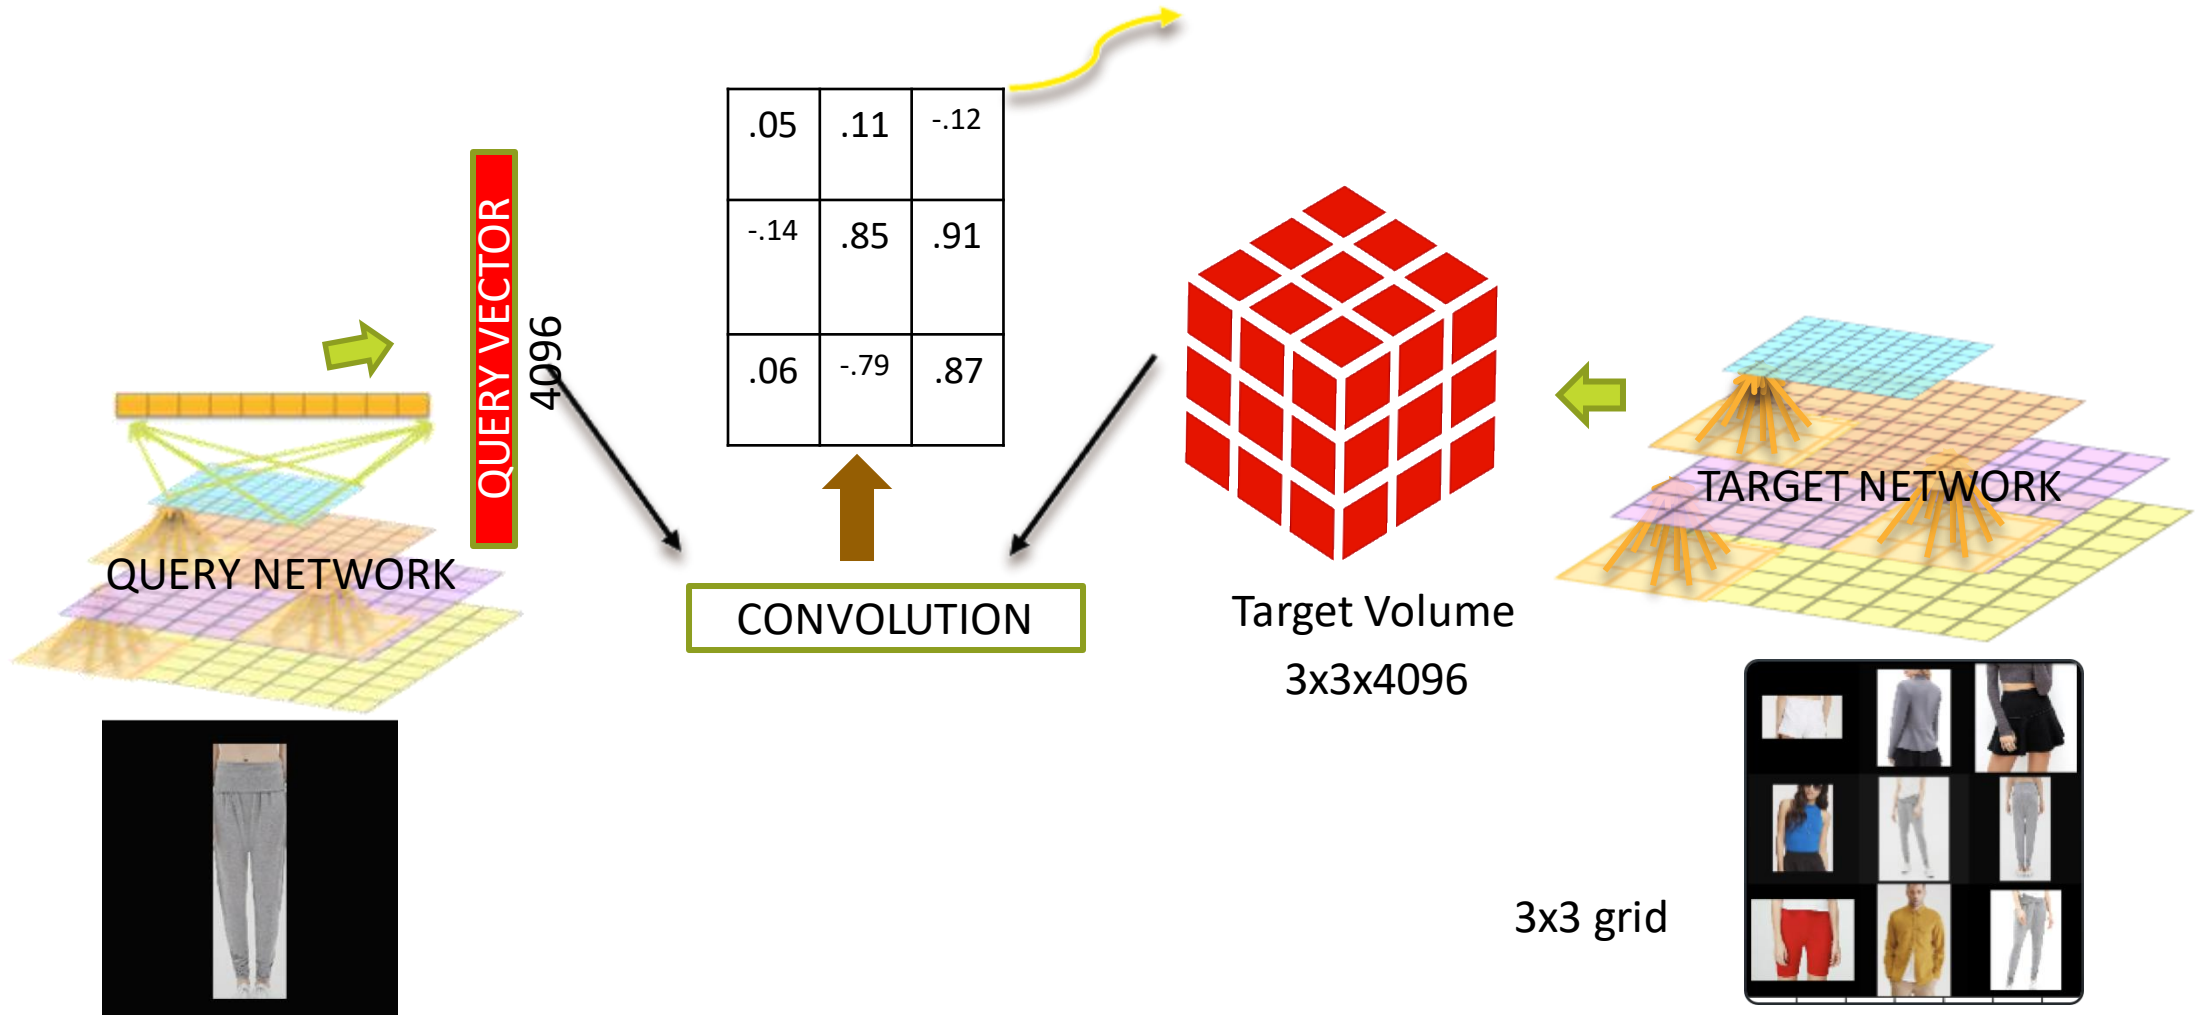 .05 .11 -.12
-.14 .85 .91
.06 -.79 .87
QUERY VECTOR
4096
QUERY NETWORK
TARGET NETWORK
CONVOLUTION
Target Volume
3x3x4096
3x3 grid